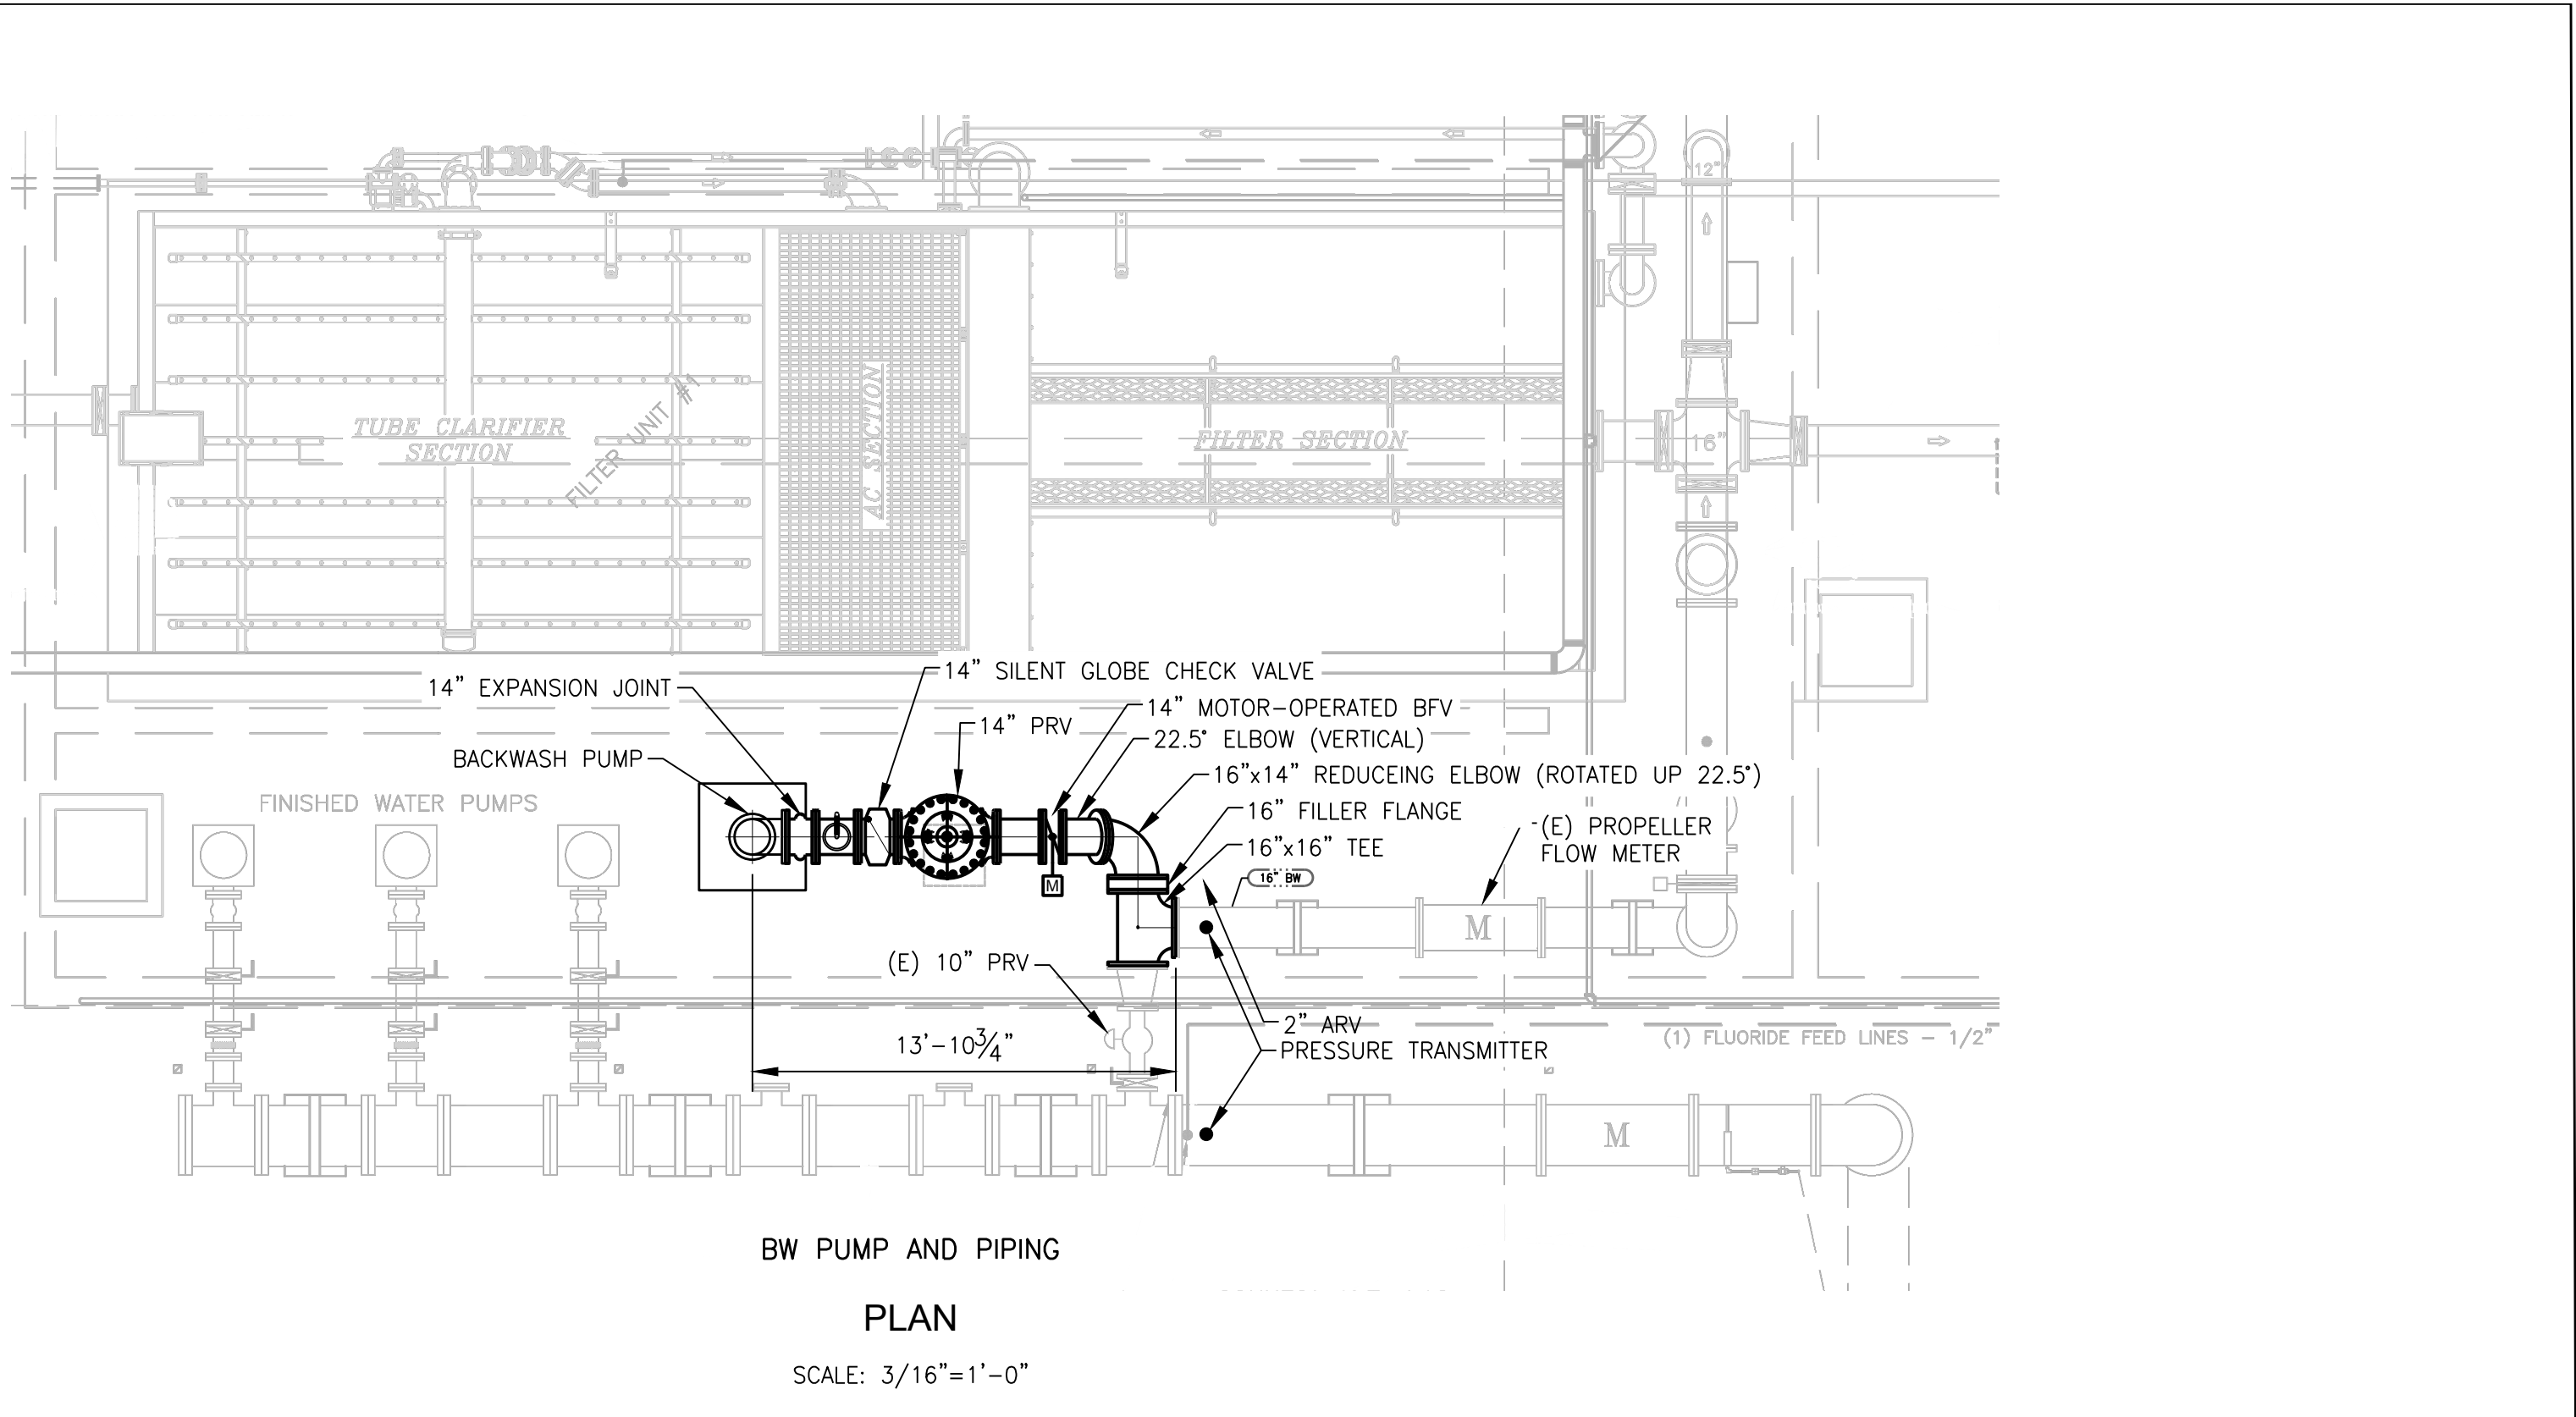 12"
TUBE CLARIFIER
SECTION
FILTER UNIT #1
AC SECTION
FILTER SECTION
16"
14" EXPANSION JOINT
14" SILENT GLOBE CHECK VALVE
14" PRV
14" MOTOR-OPERATED BFV
22.5° ELBOW (VERTICAL)
BACKWASH PUMP
16"x14" REDUCEING ELBOW (ROTATED UP 22.5°)
FINISHED WATER PUMPS
16" FILLER FLANGE
(E) PROPELLER
FLOW METER
16"x16" TEE
16" BW
M
M
(E) 10" PRV
2" ARV
PRESSURE TRANSMITTER
(1) FLUORIDE FEED LINES - 1/2"
13'-10 3/4"
M
BW PUMP AND PIPING
PLAN
SCALE: 3/16"=1'-0"